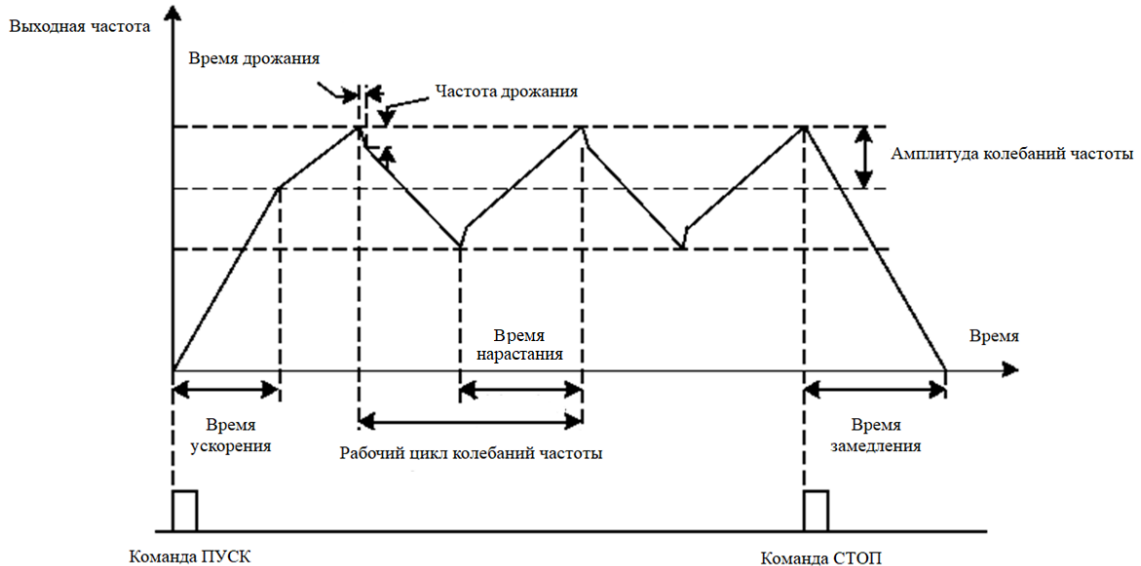 Выходная частота
Время дрожания
Частота дрожания
Амплитуда колебаний частоты
Время
нарастания
Время
Время
ускорения
Рабочий цикл колебаний частоты
Время
замедления
Команда ПУСК
Команда СТОП